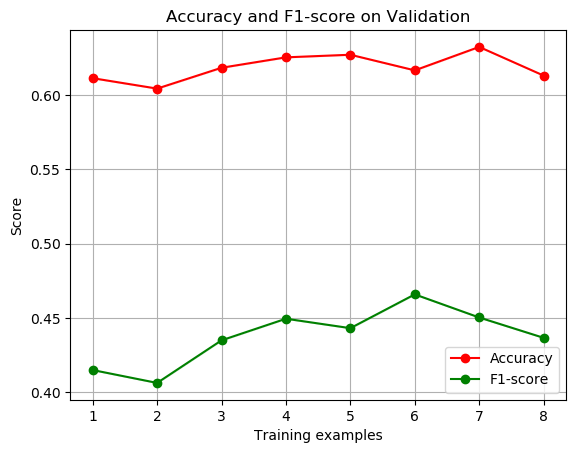 Accuracy and F1-score on Validation
Score
0.60
0.55
0.50
0.45
0.40
Accuracy
F1-score
1 2 3 4 5 6 7 8
Training examples